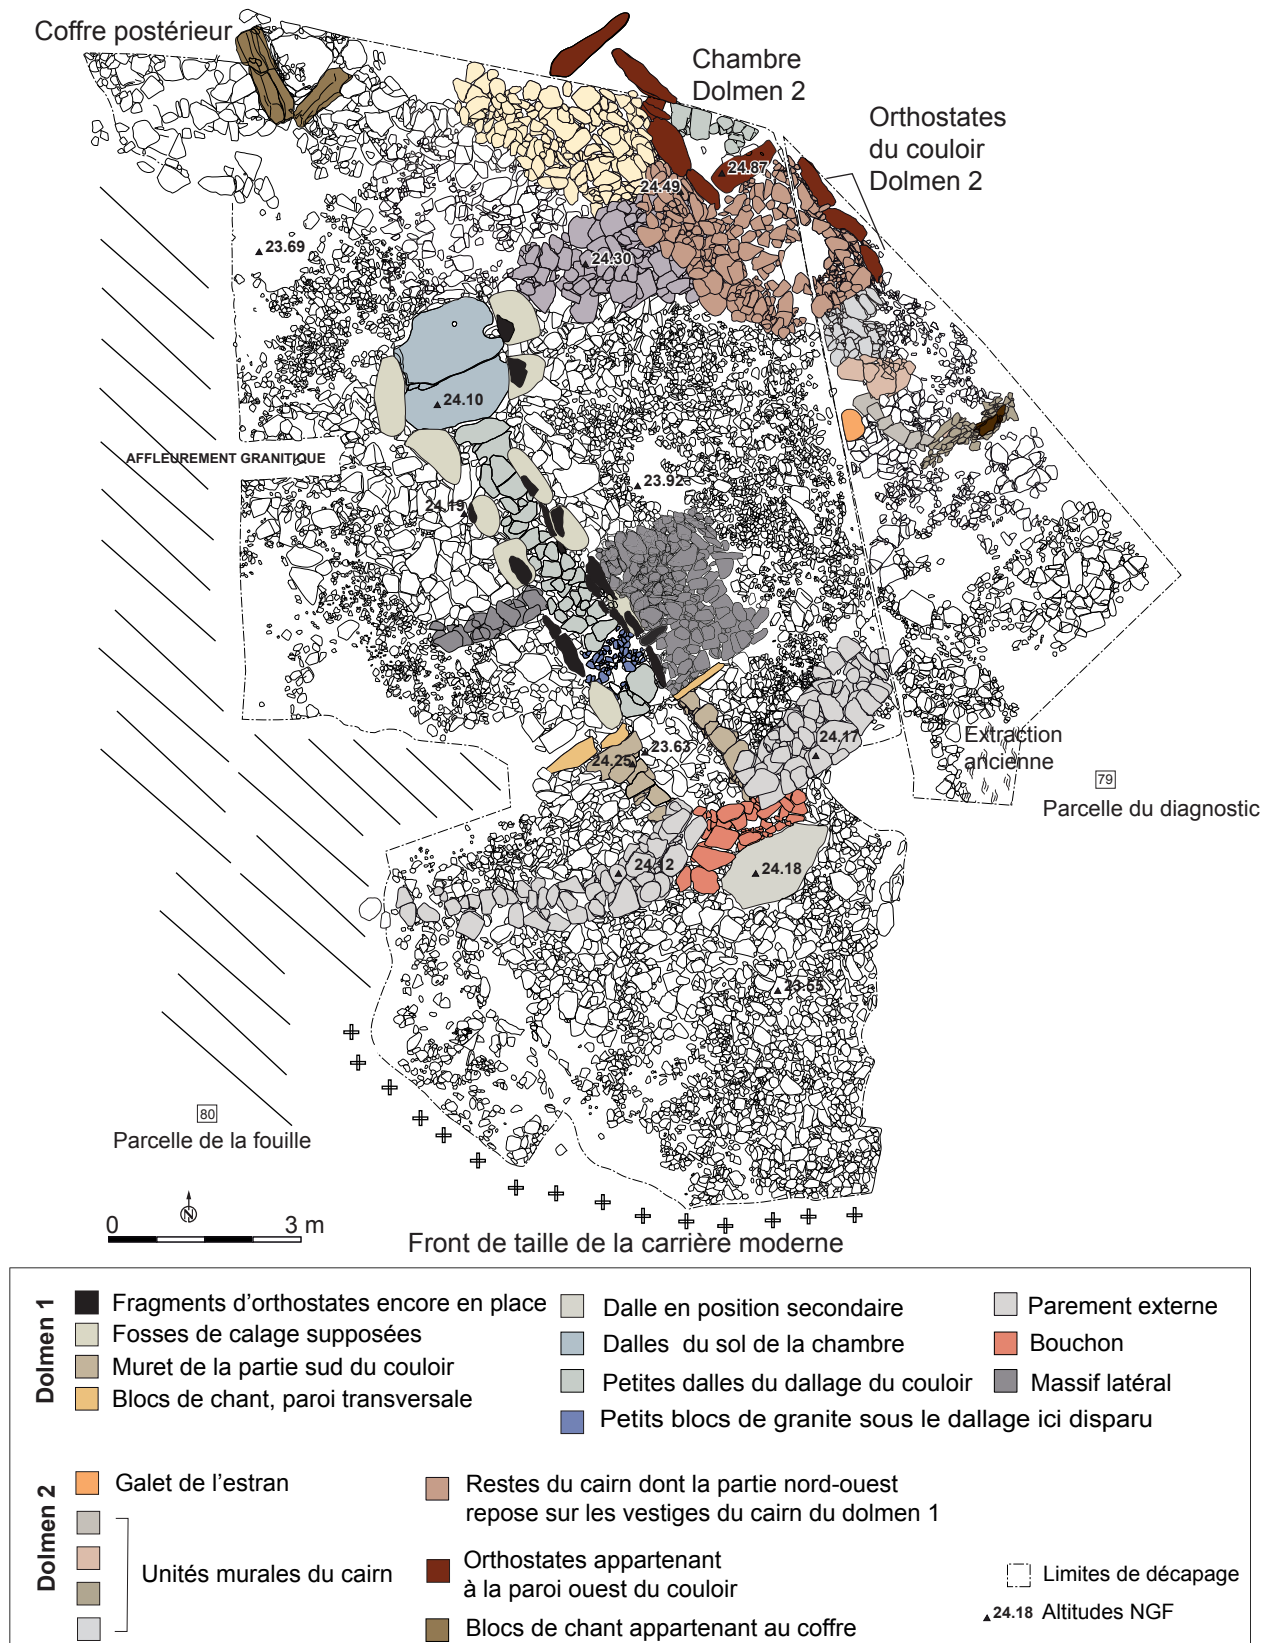 Coffre postérieur
Chambre
Dolmen 2
Orthostates
du couloir
Dolmen 2
24.87
24.49
23.69
24.30
24.10
AFFLEUREMENT GRANITIQUE
23.92
24.19
24.17
23.63
24.25
Extraction
ancienne
79
Parcelle du diagnostic
24.12
24.18
23.55
80
Parcelle de la fouille
N
0 3 m
Front de taille de la carrière moderne
Dolmen 1
Fragments d'orthostates encore en place
Fosses de calage supposées
Muret de la partie sud du couloir
Blocs de chant, paroi transversale
Dalle en position secondaire
Dalles du sol de la chambre
Petites dalles du dallage du couloir
Petits blocs de granite sous le dallage ici disparu
Parement externe
Bouchon
Massif latéral
Dolmen 2
Galet de l'estran
Unités murales du cairn
Restes du cairn dont la partie nord-ouest
repose sur les vestiges du cairn du dolmen 1
Orthostates appartenant
à la paroi ouest du couloir
Blocs de chant appartenant au coffre
Limites de décapage
24.18 Altitudes NGF